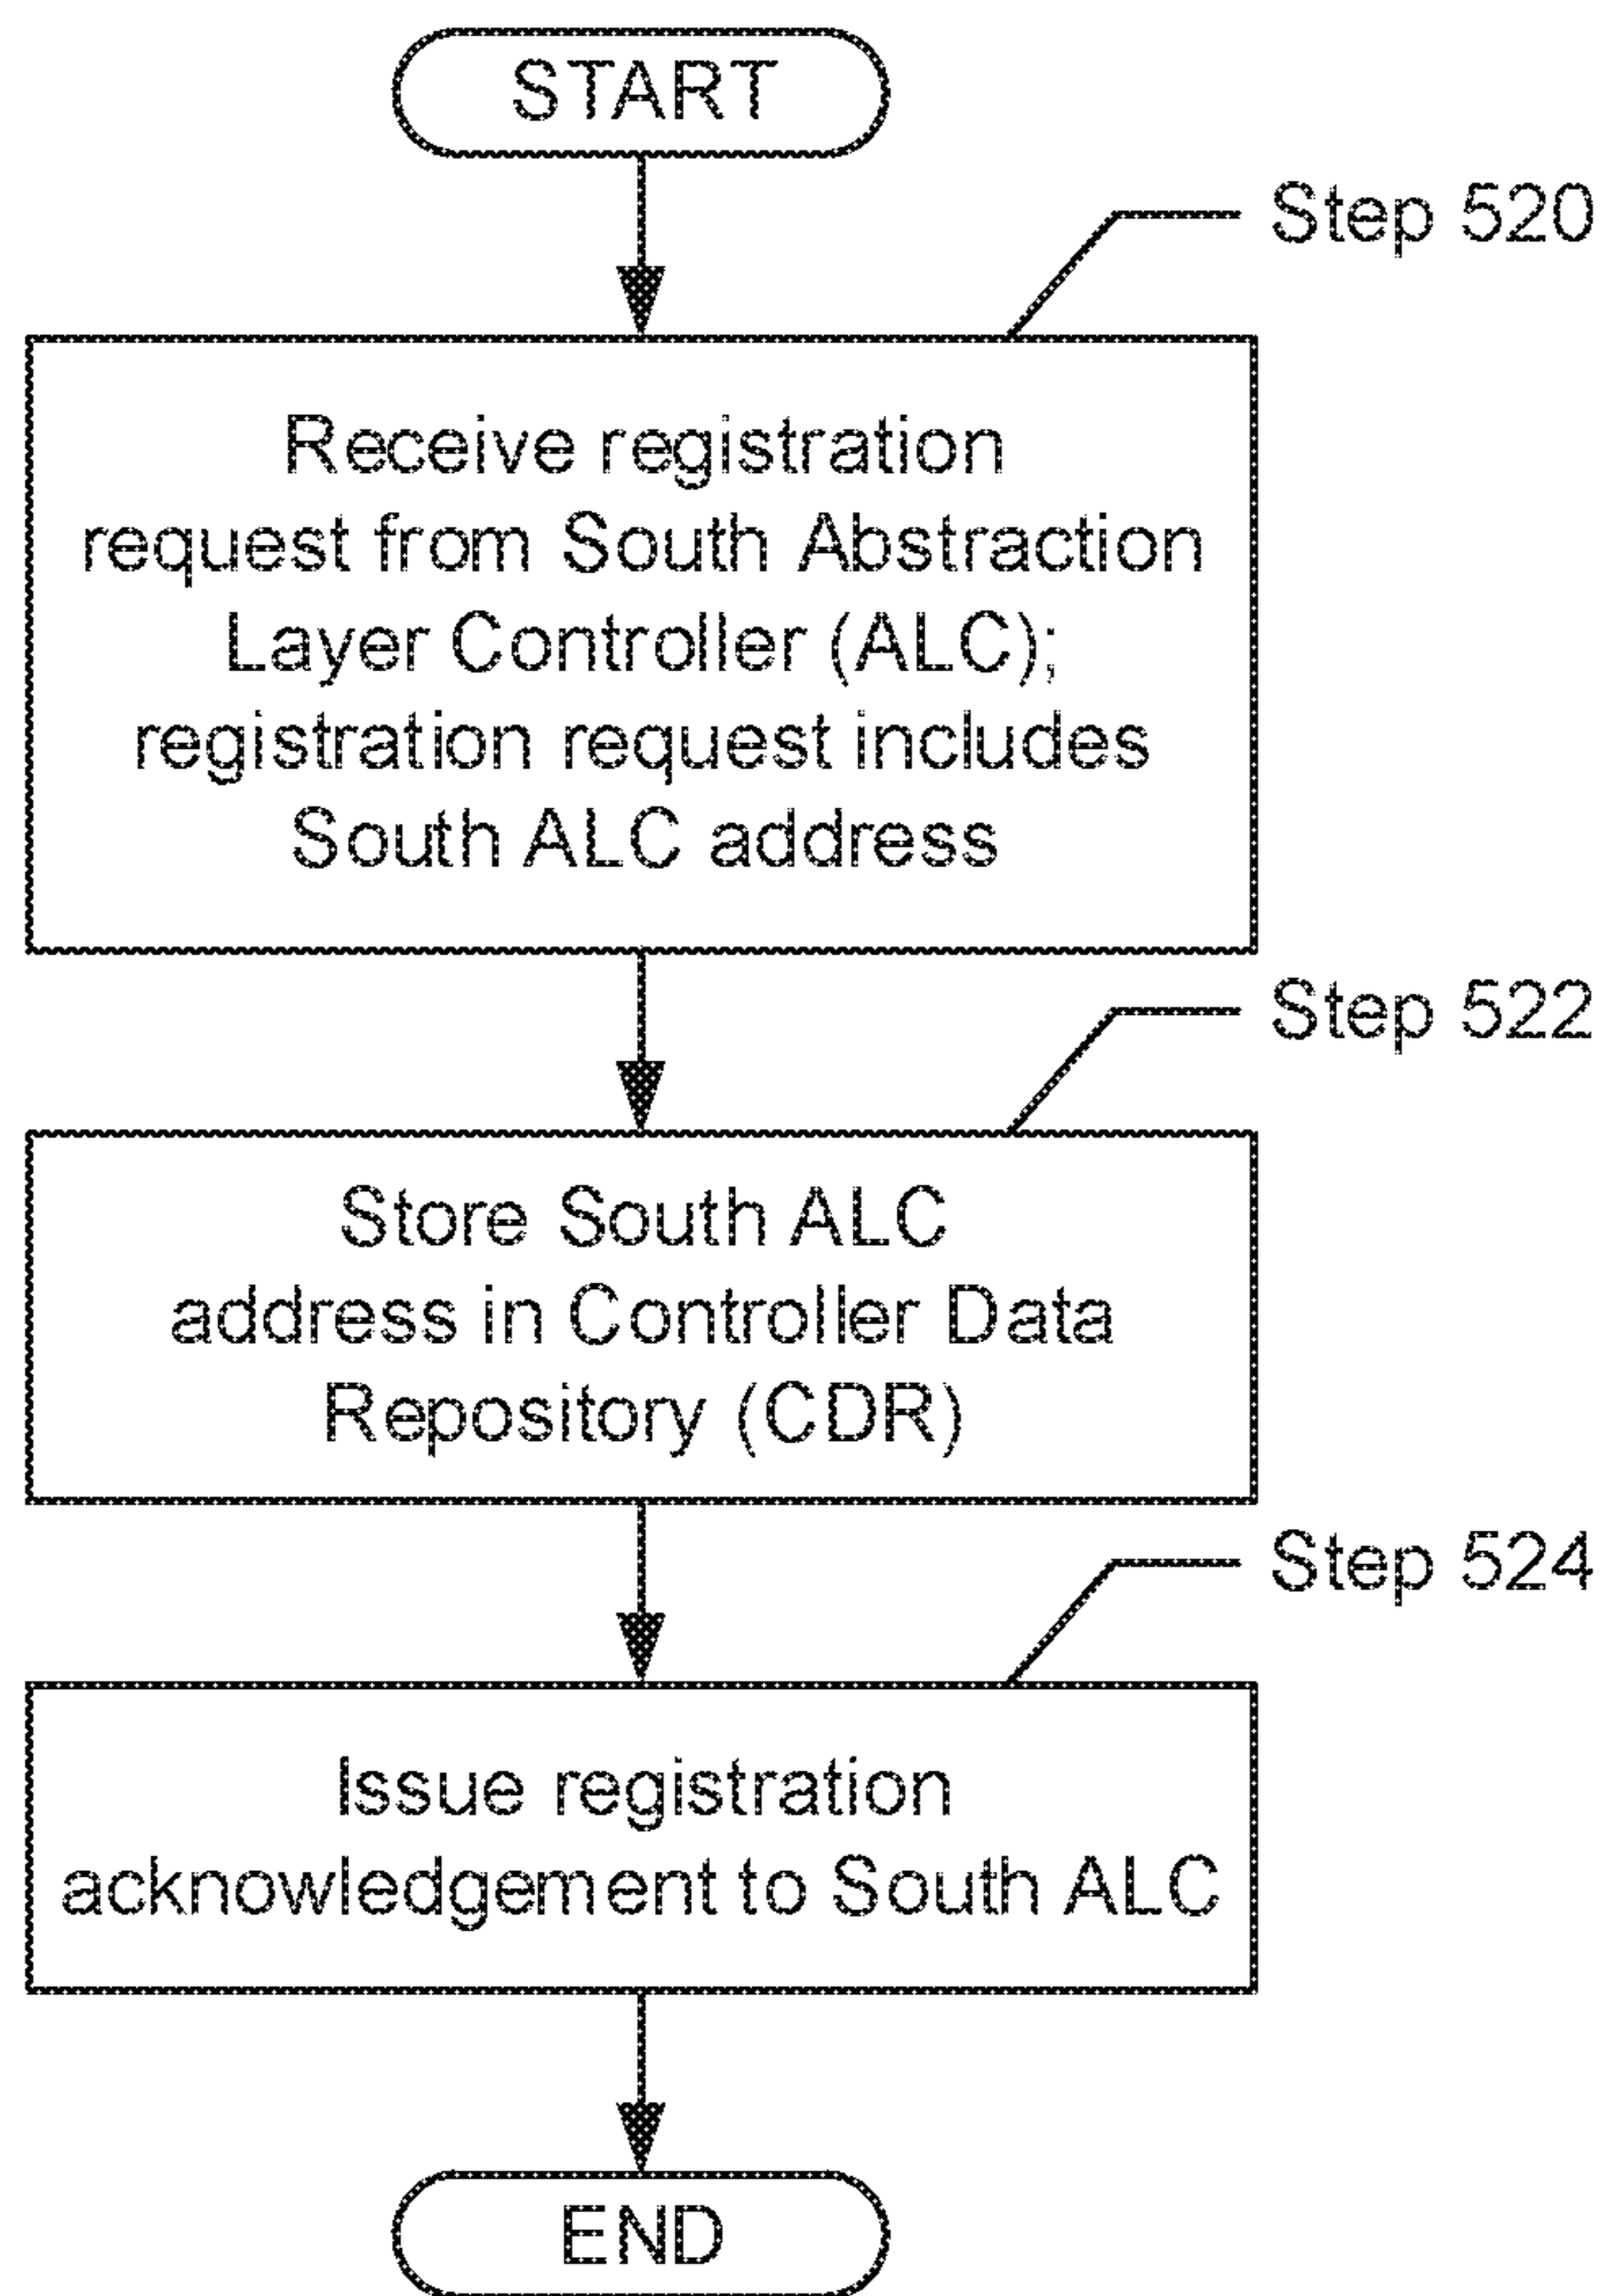 START
Step 520
Receive registration
request from South Abstraction
Layer Controller (ALC);
registration request includes
South ALC address
Step 522
Store South ALC
address in Controller Data
Repository (CDR)
Step 524
Issue registration
acknowledgement to South ALC
END